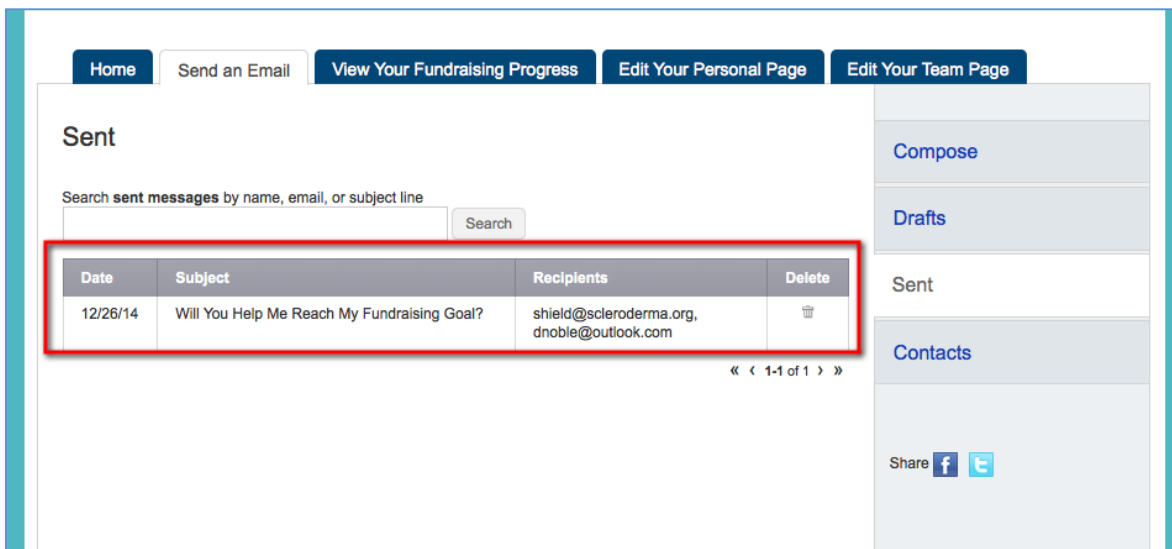 Home Send an Email View Your Fundraising Progress Edit Your Personal Page Edit Your Team Page
Sent
Search sent messages by name, email, or subject line
Search
Date Subject Recipients Delete
12/26/14 Will You Help Me Reach My Fundraising Goal? shield@scleroderma.org,
dnoble@outlook.com
« ‹ 1-1 of 1 › »
Compose
Drafts
Sent
Contacts
Share f t